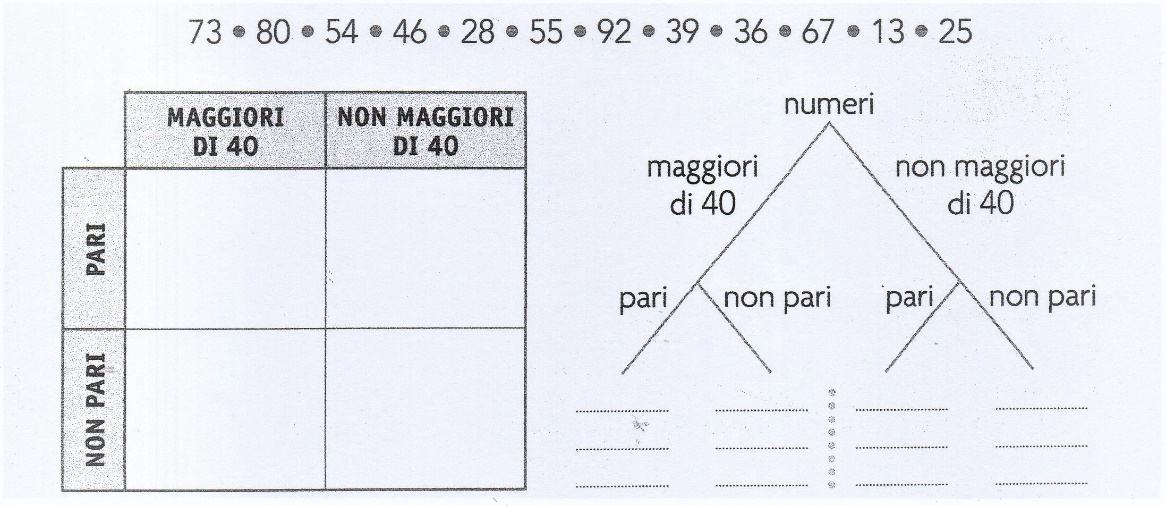 73 • 80 • 54 • 46 • 28 • 55 • 92 • 39 • 36 • 67 • 13 • 25
MAGGIORI
DI 40
NON MAGGIORI
DI 40
PARI
NON PARI
numeri
maggiori
di 40
non maggiori
di 40
pari
non pari
pari
non pari